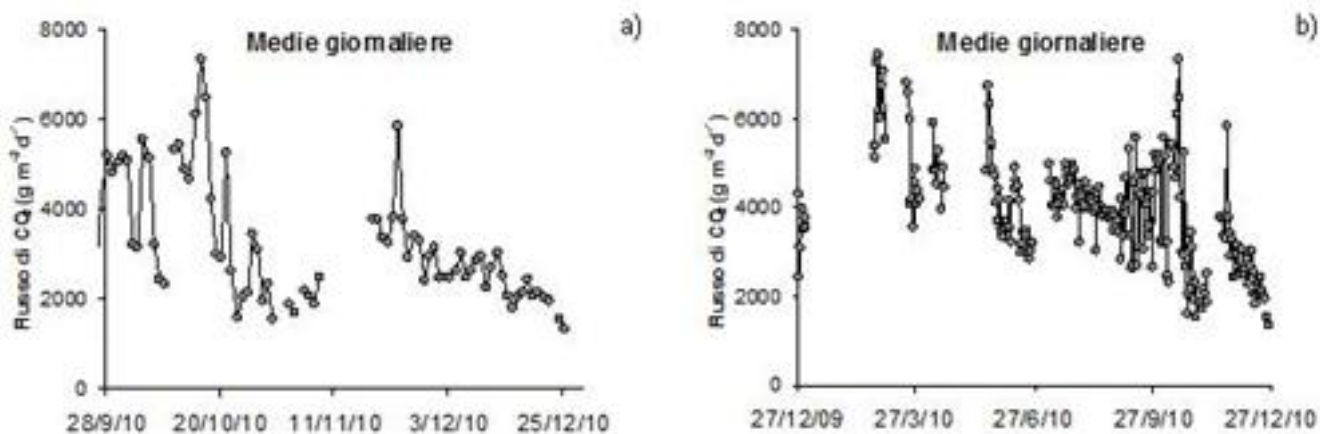 a)
Medie giornaliere
Flusso di CO2 (g m-2 d-1)
8000
6000
4000
2000
0
28/9/10 20/10/10 11/11/10 3/12/10 25/12/10
b)
Medie giornaliere
Flusso di CO2 (g m-2 d-1)
8000
6000
4000
2000
0
27/12/09 27/3/10 27/6/10 27/9/10 27/12/10